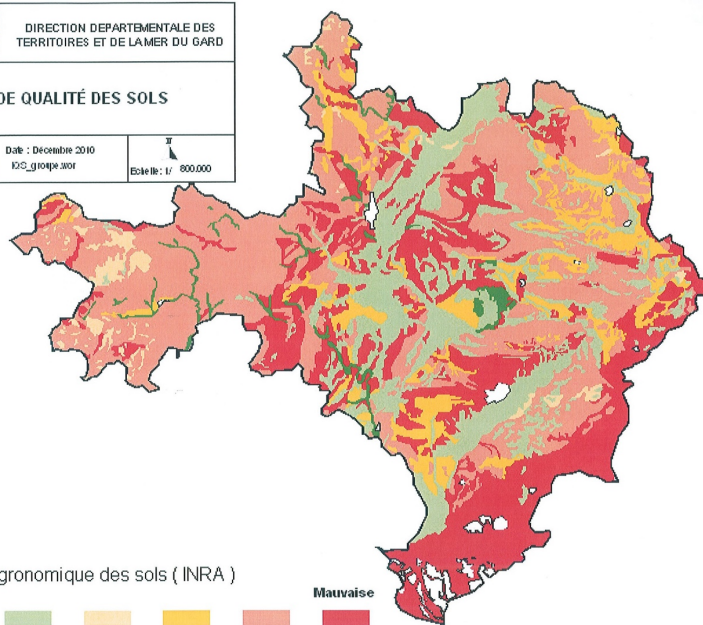 DIRECTION DEPARTEMENTALE DES
TERRITOIRES ET DE LA MER DU GARD
DE QUALITÉ DES SOLS
Date : Décembre 2010
IQS_groupe.wor
Echelle : 1/ 800.000
gronomique des sols ( INRA )
Mauvaise